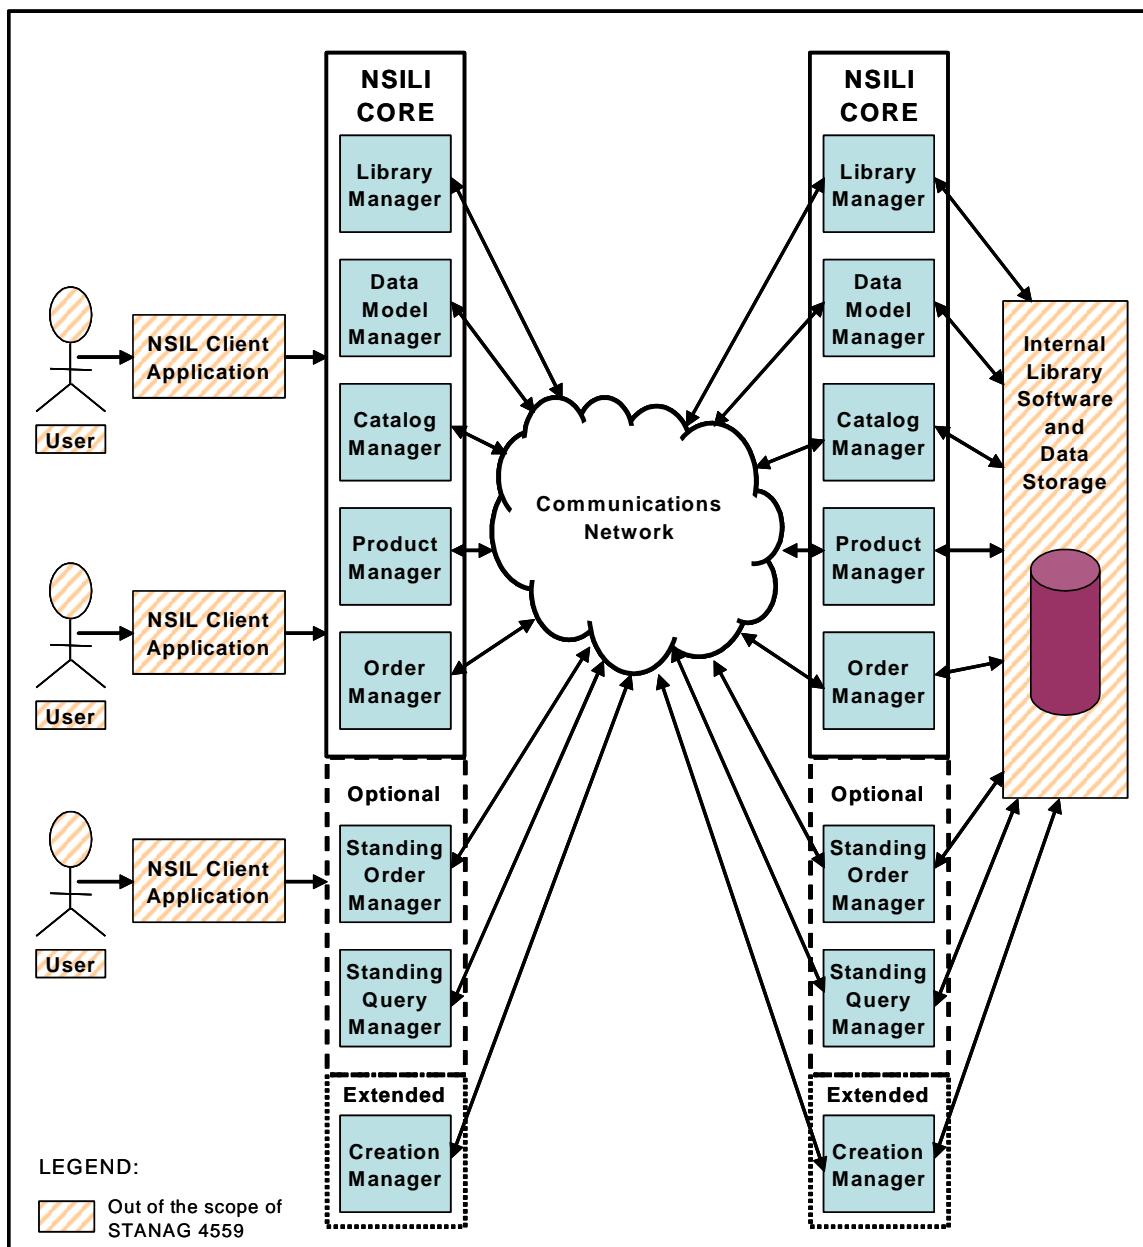 NSILI
CORE
Library
Manager
Data
Model
Manager
Catalog
Manager
Product
Manager
Order
Manager
Optional
Standing
Order
Manager
Standing
Query
Manager
Extended
Creation
Manager
NSIL Client
Application
User
NSIL Client
Application
User
NSIL Client
Application
User
Communications
Network
NSILI
CORE
Library
Manager
Data
Model
Manager
Catalog
Manager
Product
Manager
Order
Manager
Optional
Standing
Order
Manager
Standing
Query
Manager
Extended
Creation
Manager
Internal
Library
Software
and
Data
Storage
LEGEND:
Out of the scope of
STANAG 4559